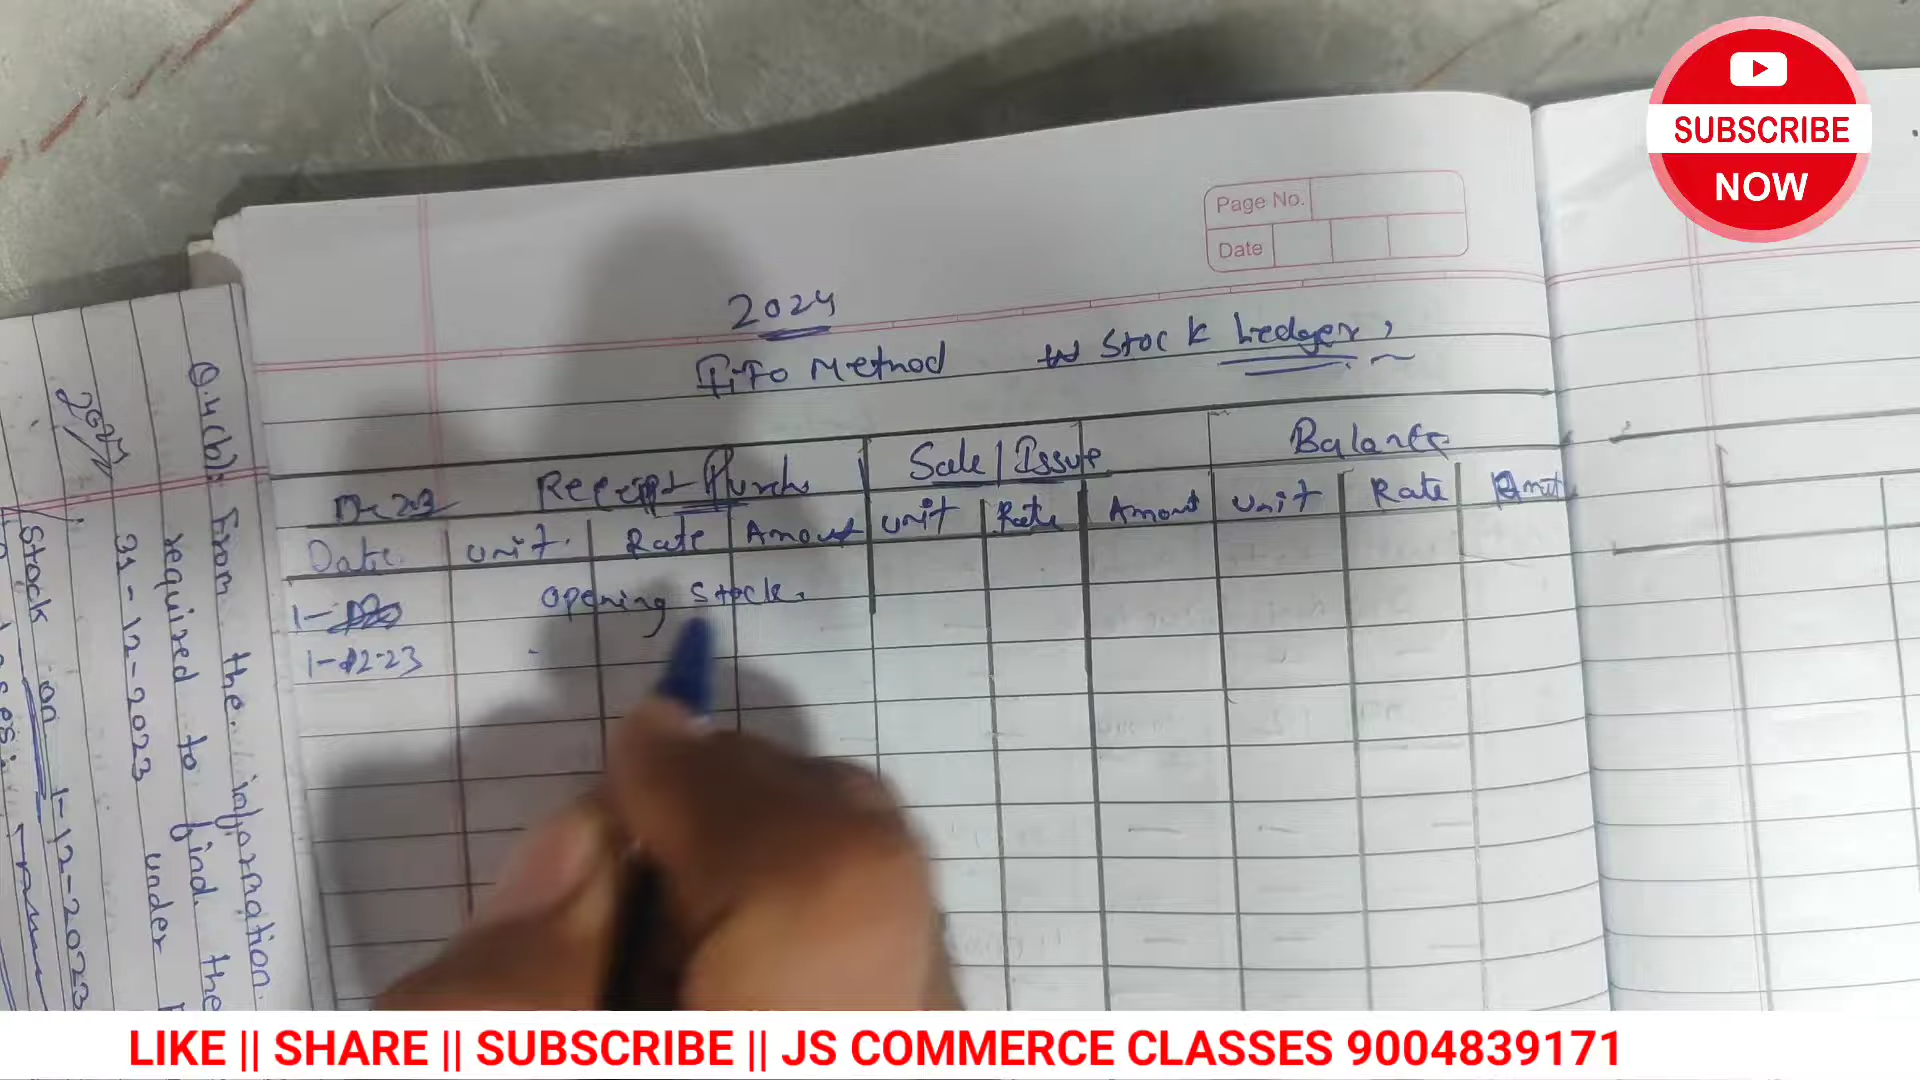 SUBSCRIBE
NOW
Page No.
Date
2024
FiFo Method Stock Ledger,
Receipt Purch Sale / Issue Balance
Date unit. Rate Amount unit Rate Amount unit Rate Amt
opening stock.
1-12-23
Q.4(b): From the information.
required to find the
31-12-2023 under
Stock on 1-12-2023
LIKE || SHARE || SUBSCRIBE || JS COMMERCE CLASSES 9004839171